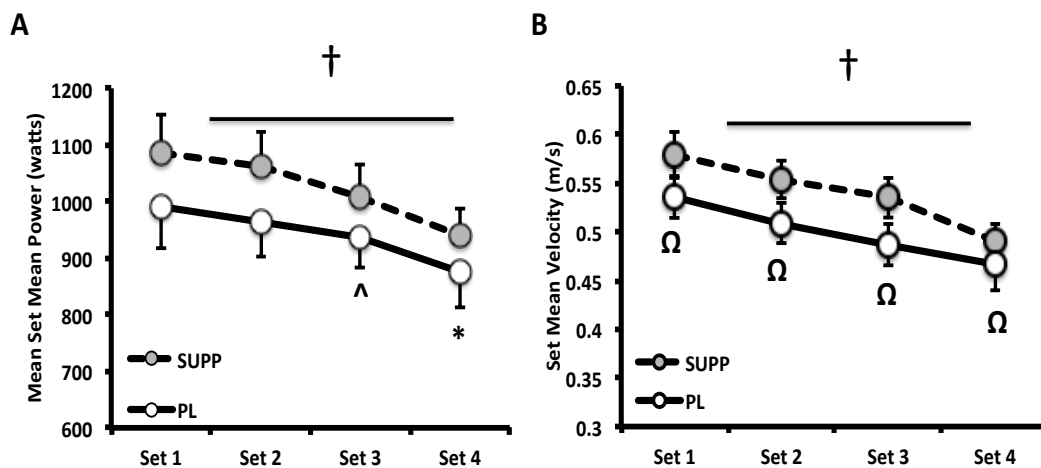 A
†
Mean Set Mean Power (watts)
1200
1100
1000
900
800
700
600
^
*
SUPP
PL
Set 1 Set 2 Set 3 Set 4
B
†
Set Mean Velocity (m/s)
0.65
0.6
0.55
0.5
0.45
0.4
0.35
0.3
Ω
Ω
Ω
Ω
SUPP
PL
Set 1 Set 2 Set 3 Set 4